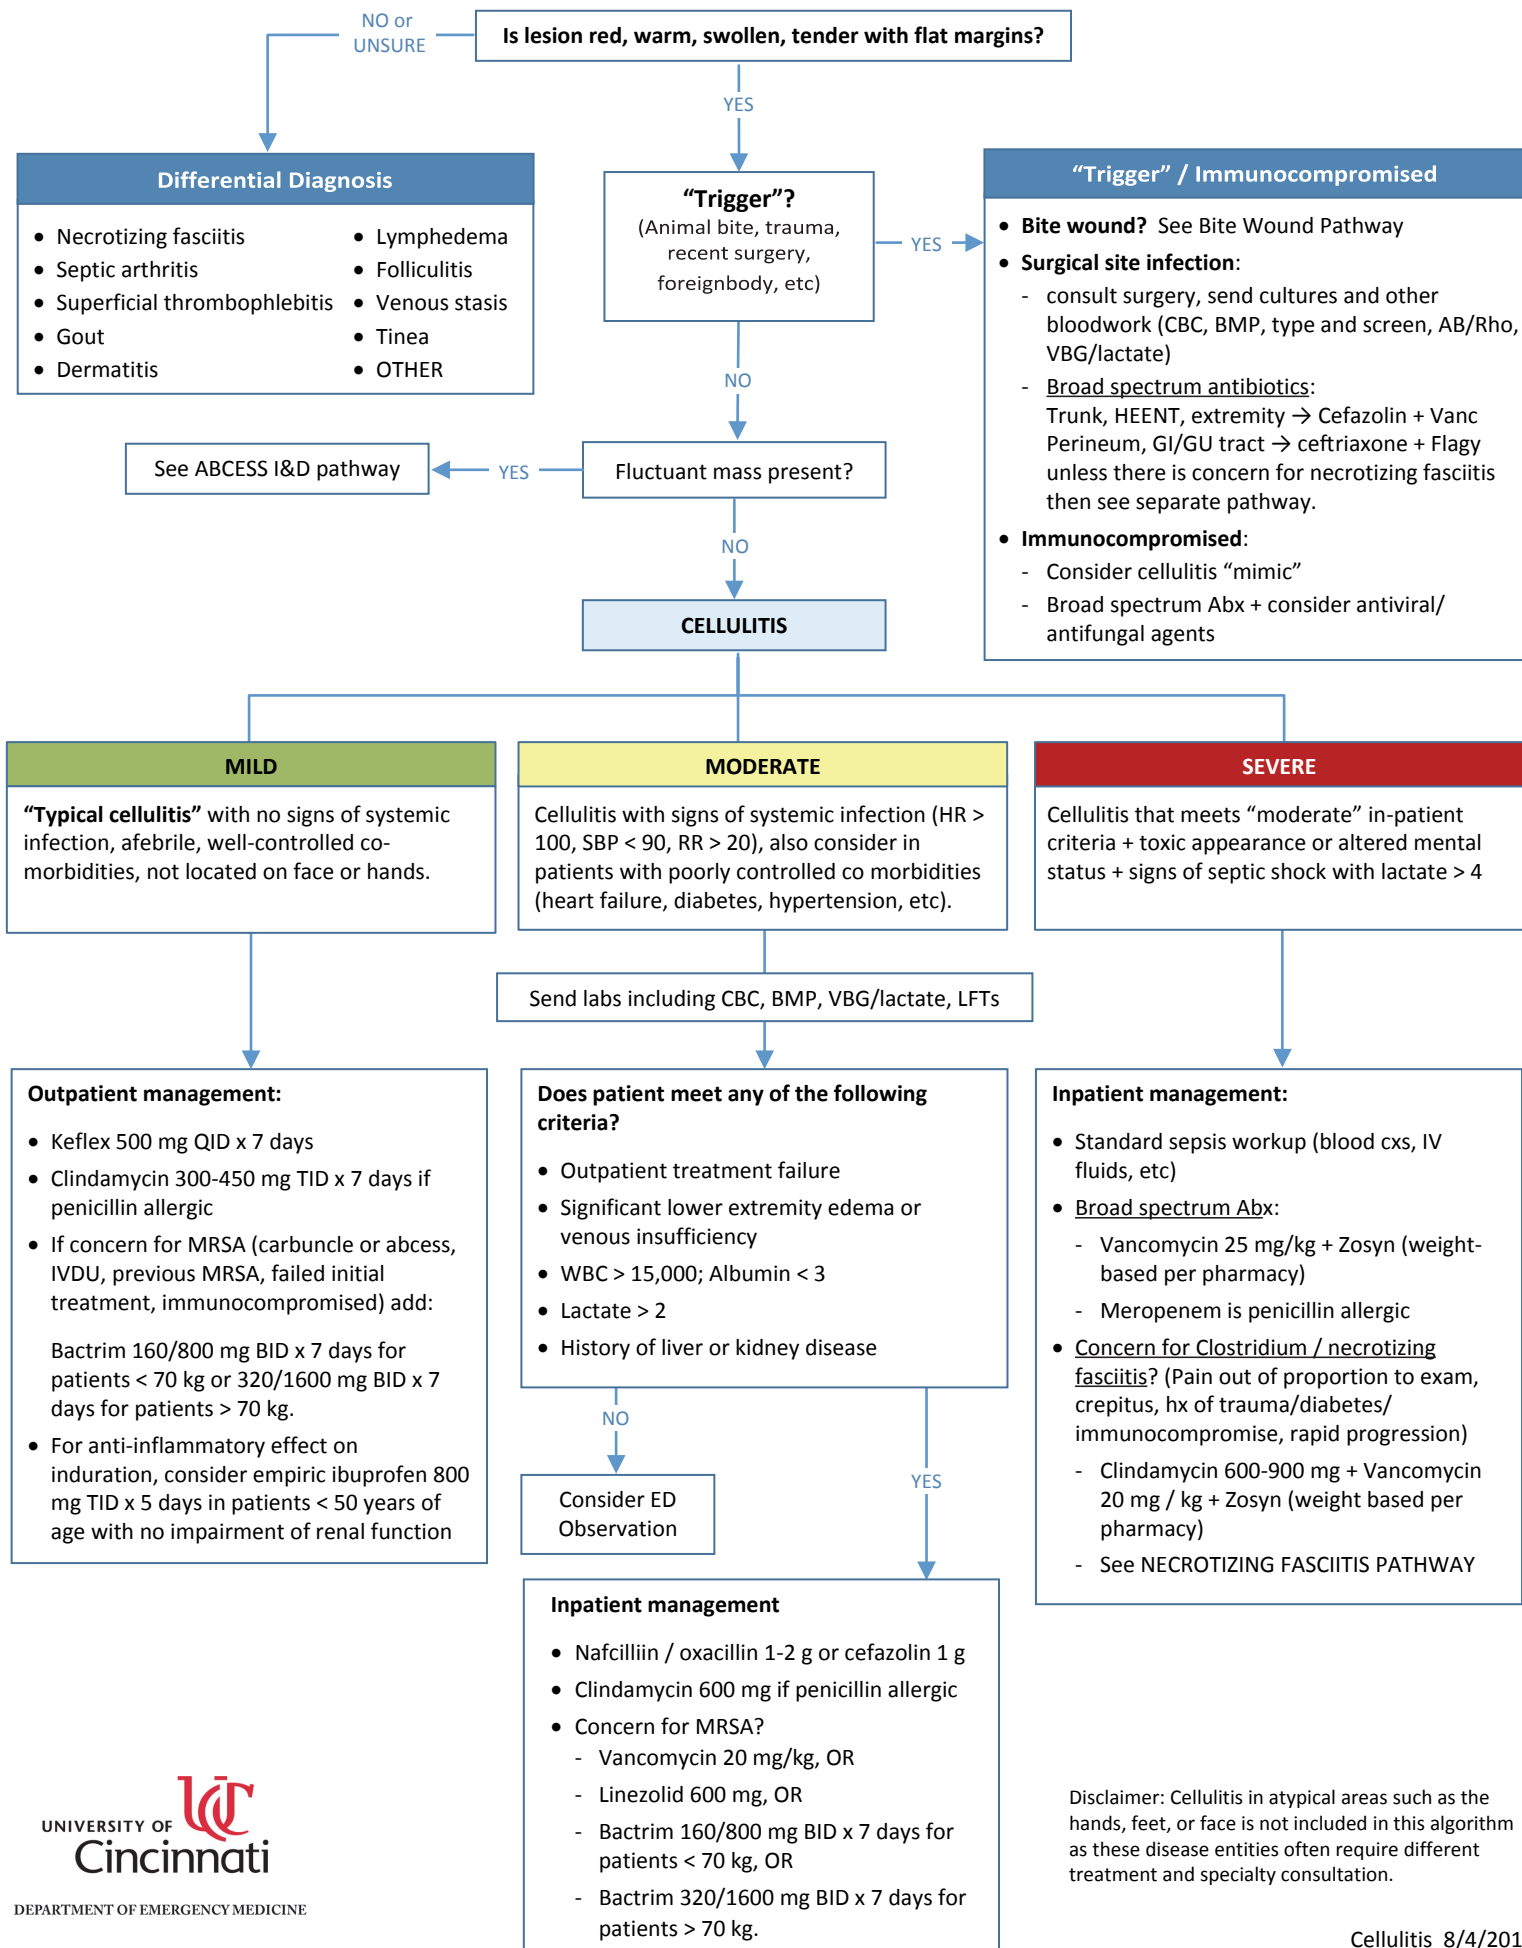 NO or
UNSURE
Is lesion red, warm, swollen, tender with flat margins?
YES
Differential Diagnosis
• Necrotizing fasciitis
• Septic arthritis
• Superficial thrombophlebitis
• Gout
• Dermatitis
• Lymphedema
• Folliculitis
• Venous stasis
• Tinea
• OTHER
“Trigger”?
(Animal bite, trauma,
recent surgery,
foreignbody, etc)
YES
“Trigger” / Immunocompromised
• Bite wound? See Bite Wound Pathway
• Surgical site infection:
- consult surgery, send cultures and other
bloodwork (CBC, BMP, type and screen, AB/Rho,
VBG/lactate)
- Broad spectrum antibiotics:
Trunk, HEENT, extremity → Cefazolin + Vanc
Perineum, GI/GU tract → ceftriaxone + Flagy
unless there is concern for necrotizing fasciitis
then see separate pathway.
• Immunocompromised:
- Consider cellulitis “mimic”
- Broad spectrum Abx + consider antiviral/
antifungal agents
NO
See ABCESS I&D pathway
YES
Fluctuant mass present?
NO
CELLULITIS
MILD
“Typical cellulitis” with no signs of systemic
infection, afebrile, well-controlled co-
morbidities, not located on face or hands.
MODERATE
Cellulitis with signs of systemic infection (HR >
100, SBP < 90, RR > 20), also consider in
patients with poorly controlled co morbidities
(heart failure, diabetes, hypertension, etc).
SEVERE
Cellulitis that meets “moderate” in-patient
criteria + toxic appearance or altered mental
status + signs of septic shock with lactate > 4
Send labs including CBC, BMP, VBG/lactate, LFTs
Outpatient management:
• Keflex 500 mg QID x 7 days
• Clindamycin 300-450 mg TID x 7 days if
penicillin allergic
• If concern for MRSA (carbuncle or abcess,
IVDU, previous MRSA, failed initial
treatment, immunocompromised) add:
Bactrim 160/800 mg BID x 7 days for
patients < 70 kg or 320/1600 mg BID x 7
days for patients > 70 kg.
• For anti-inflammatory effect on
induration, consider empiric ibuprofen 800
mg TID x 5 days in patients < 50 years of
age with no impairment of renal function
Does patient meet any of the following
criteria?
• Outpatient treatment failure
• Significant lower extremity edema or
venous insufficiency
• WBC > 15,000; Albumin < 3
• Lactate > 2
• History of liver or kidney disease
NO
Consider ED
Observation
YES
Inpatient management:
• Standard sepsis workup (blood cxs, IV
fluids, etc)
• Broad spectrum Abx:
- Vancomycin 25 mg/kg + Zosyn (weight-
based per pharmacy)
- Meropenem is penicillin allergic
• Concern for Clostridium / necrotizing
fasciitis? (Pain out of proportion to exam,
crepitus, hx of trauma/diabetes/
immunocompromise, rapid progression)
- Clindamycin 600-900 mg + Vancomycin
20 mg / kg + Zosyn (weight based per
pharmacy)
- See NECROTIZING FASCIITIS PATHWAY
Inpatient management
• Nafcilliin / oxacillin 1-2 g or cefazolin 1 g
• Clindamycin 600 mg if penicillin allergic
• Concern for MRSA?
- Vancomycin 20 mg/kg, OR
- Linezolid 600 mg, OR
- Bactrim 160/800 mg BID x 7 days for
patients < 70 kg, OR
- Bactrim 320/1600 mg BID x 7 days for
patients > 70 kg.
UC
UNIVERSITY OF
Cincinnati
DEPARTMENT OF EMERGENCY MEDICINE
Disclaimer: Cellulitis in atypical areas such as the
hands, feet, or face is not included in this algorithm
as these disease entities often require different
treatment and specialty consultation.
Cellulitis 8/4/201